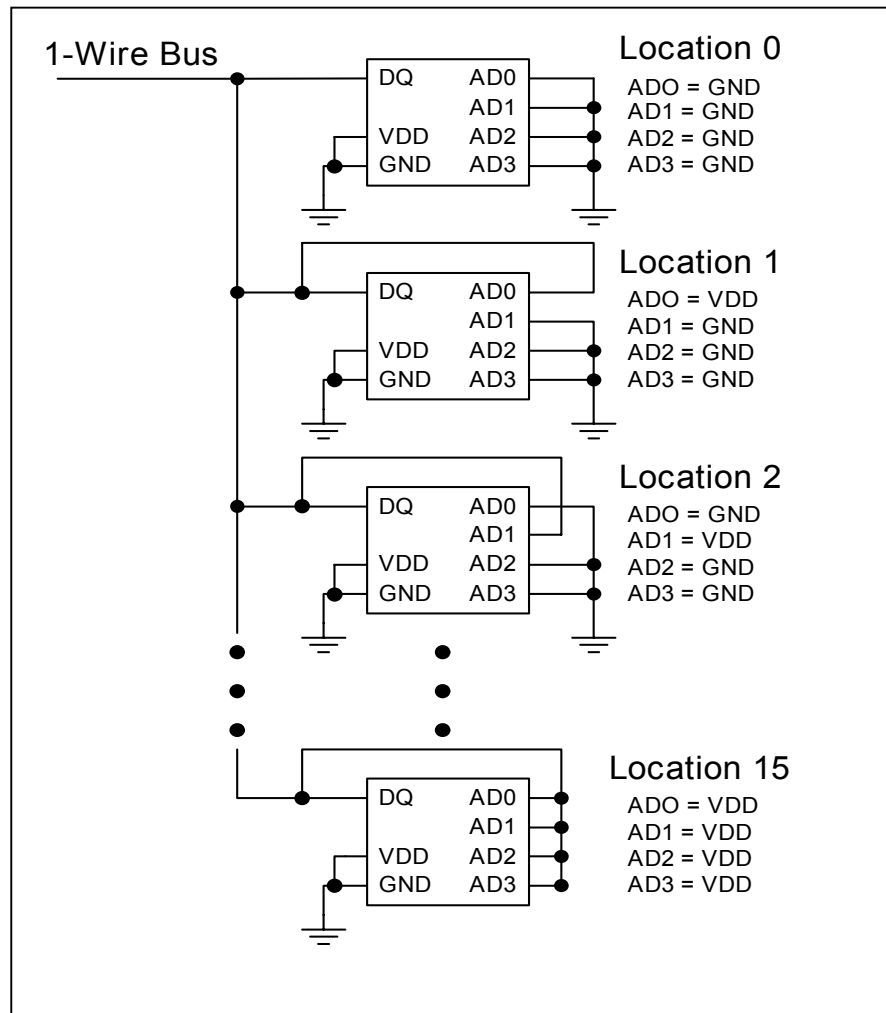 1-Wire Bus
DQ AD0
AD1
VDD AD2
GND AD3
Location 0
ADO = GND
AD1 = GND
AD2 = GND
AD3 = GND
DQ AD0
AD1
VDD AD2
GND AD3
Location 1
ADO = VDD
AD1 = GND
AD2 = GND
AD3 = GND
DQ AD0
AD1
VDD AD2
GND AD3
Location 2
ADO = GND
AD1 = VDD
AD2 = GND
AD3 = GND
DQ AD0
AD1
VDD AD2
GND AD3
Location 15
ADO = VDD
AD1 = VDD
AD2 = VDD
AD3 = VDD